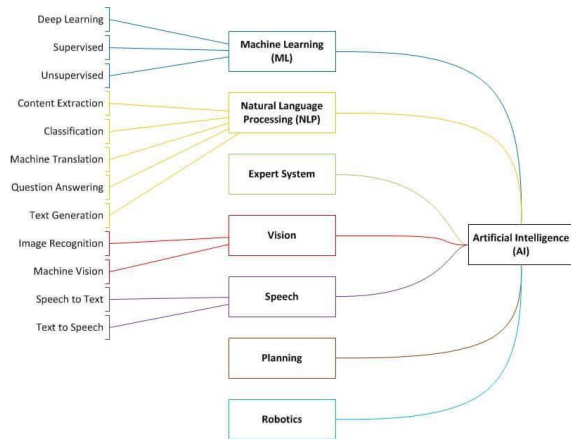 Deep Learning
Supervised
Unsupervised
Content Extraction
Classification
Machine Translation
Question Answering
Text Generation
Image Recognition
Machine Vision
Speech to Text
Text to Speech
Machine Learning
(ML)
Natural Language
Processing (NLP)
Expert System
Vision
Speech
Planning
Robotics
Artificial Intelligence
(AI)